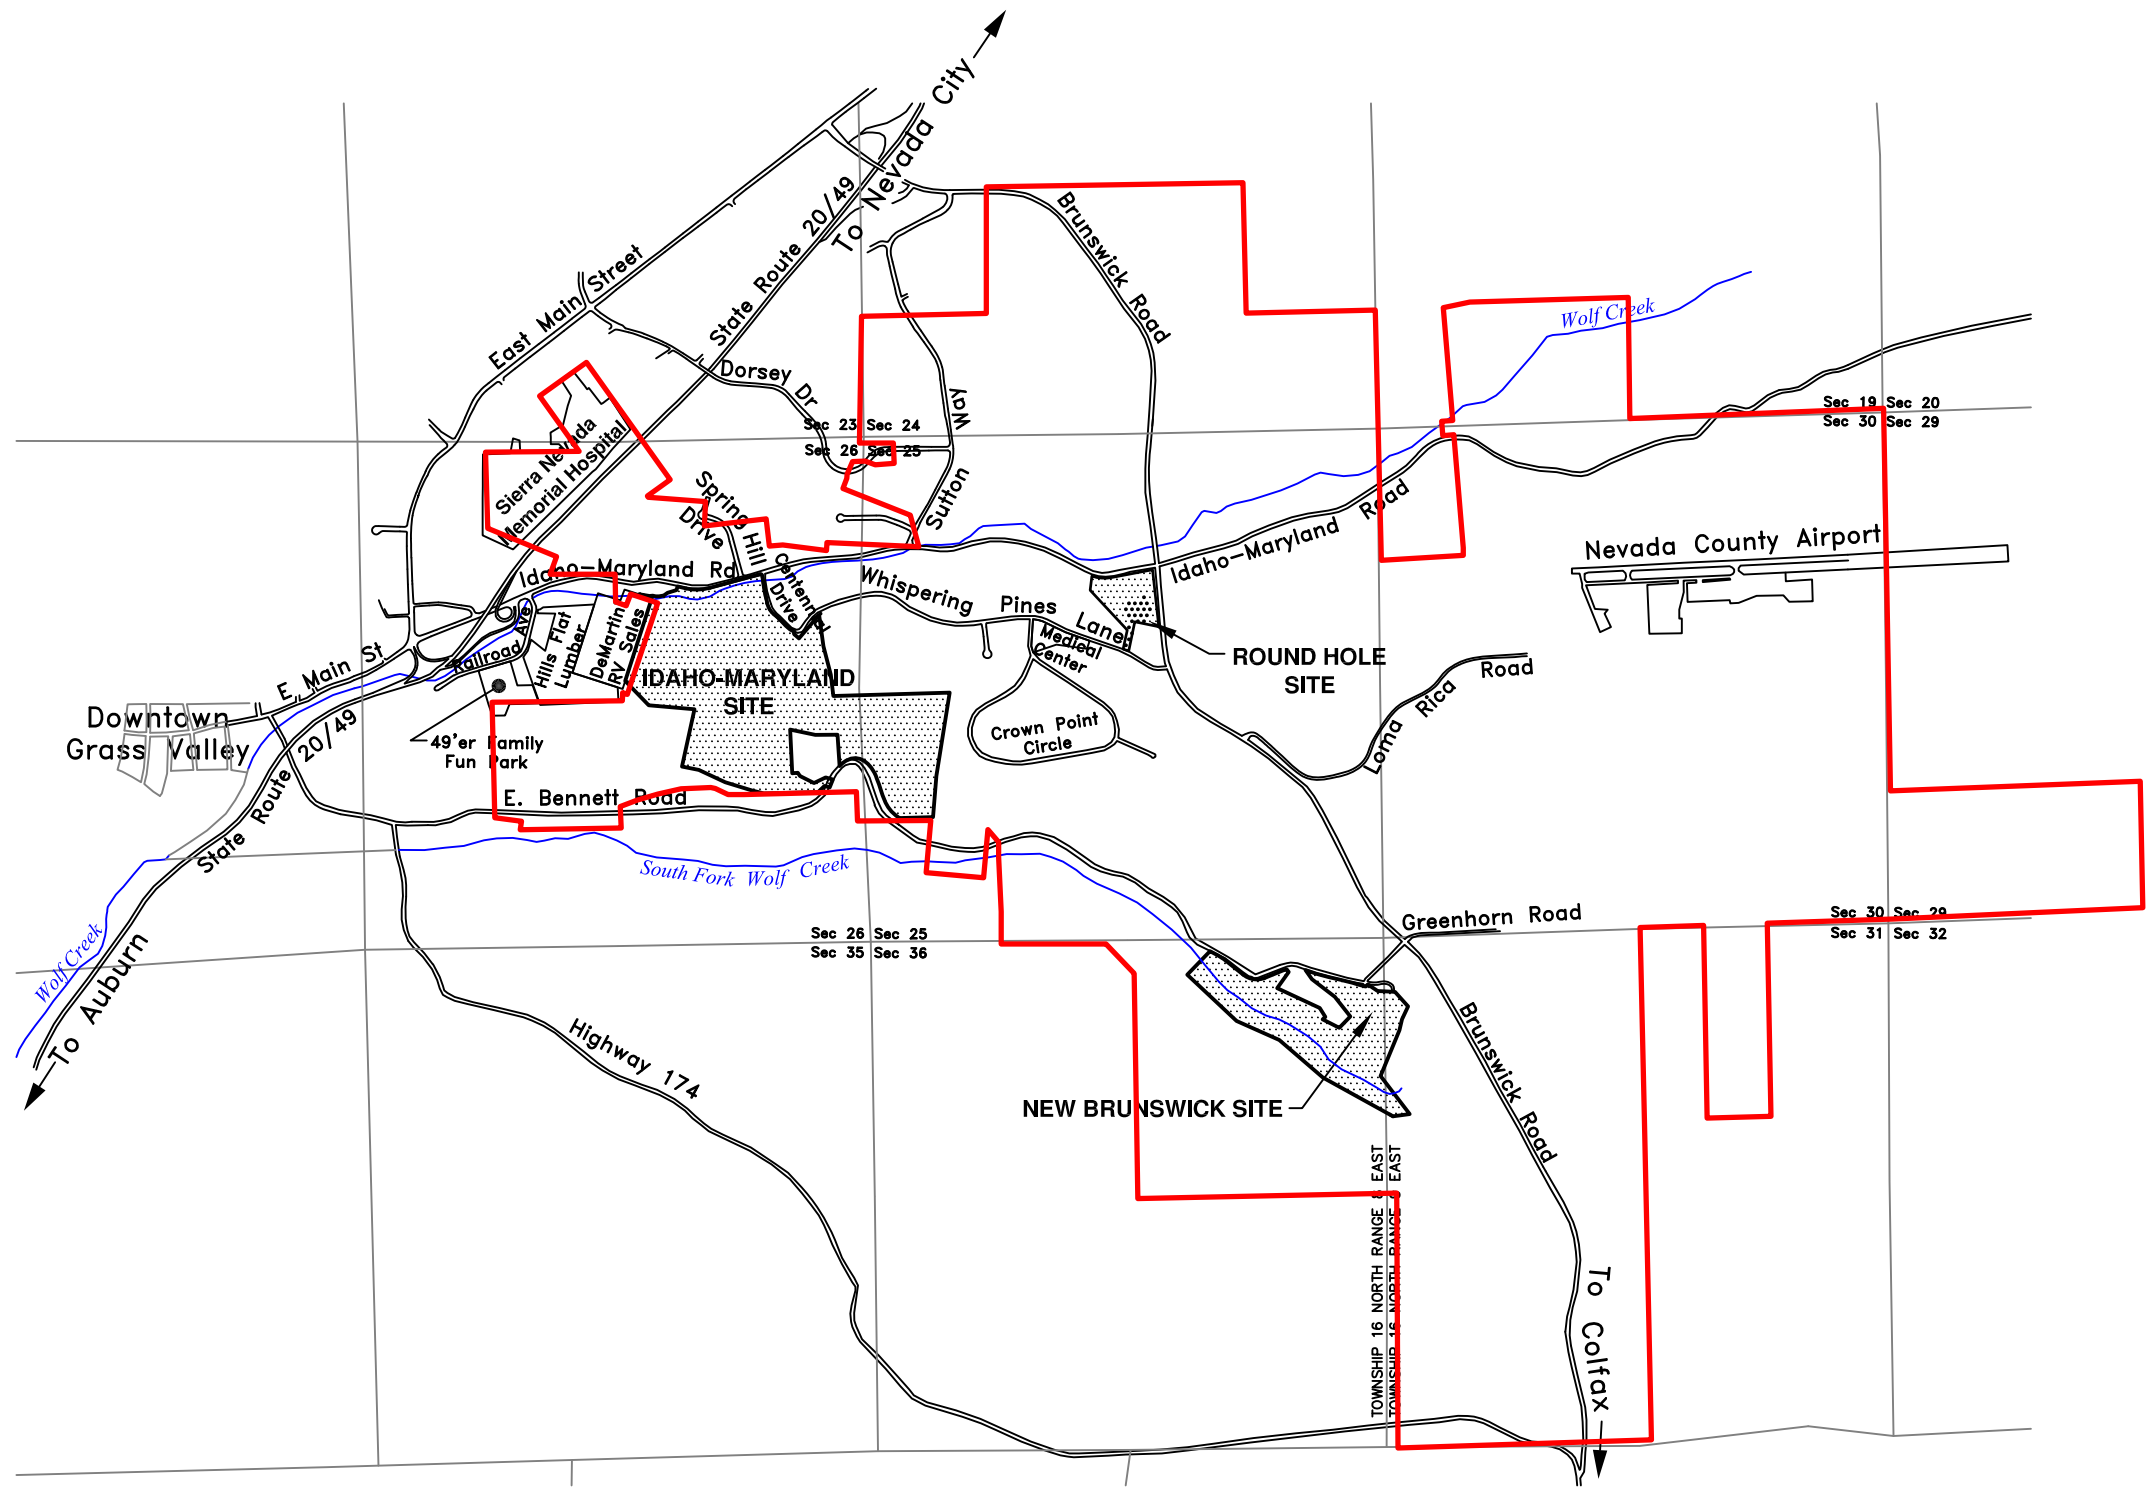 To Nevada City
State Route 20/49
East Main Street
Brunswick Road
Wolf Creek
Dorsey Dr
Way
Sutton
Sec 23 Sec 24
Sec 26 Sec 25
Sec 19 Sec 20
Sec 30 Sec 29
Sierra Nevada
Memorial Hospital
Spring Hill
Drive
Idaho-Maryland Rd
Centennial
Drive
Whispering Pines Lane
Idaho-Maryland Road
Nevada County Airport
Railroad Ave
Hills Flat
Lumber
DeMartin
RV Sales
Medical
Center
ROUND HOLE
SITE
E. Main St
IDAHO-MARYLAND
SITE
Loma Rica Road
Crown Point
Circle
Downtown
Grass Valley
State Route 20/49
49'er Family
Fun Park
E. Bennett Road
South Fork Wolf Creek
Wolf Creek
To Auburn
Sec 26 Sec 25
Sec 35 Sec 36
Greenhorn Road
Sec 30 Sec 29
Sec 31 Sec 32
Highway 174
NEW BRUNSWICK SITE
Brunswick Road
TOWNSHIP 16 NORTH RANGE 8 EAST
TOWNSHIP 16 NORTH RANGE 9 EAST
To Colfax